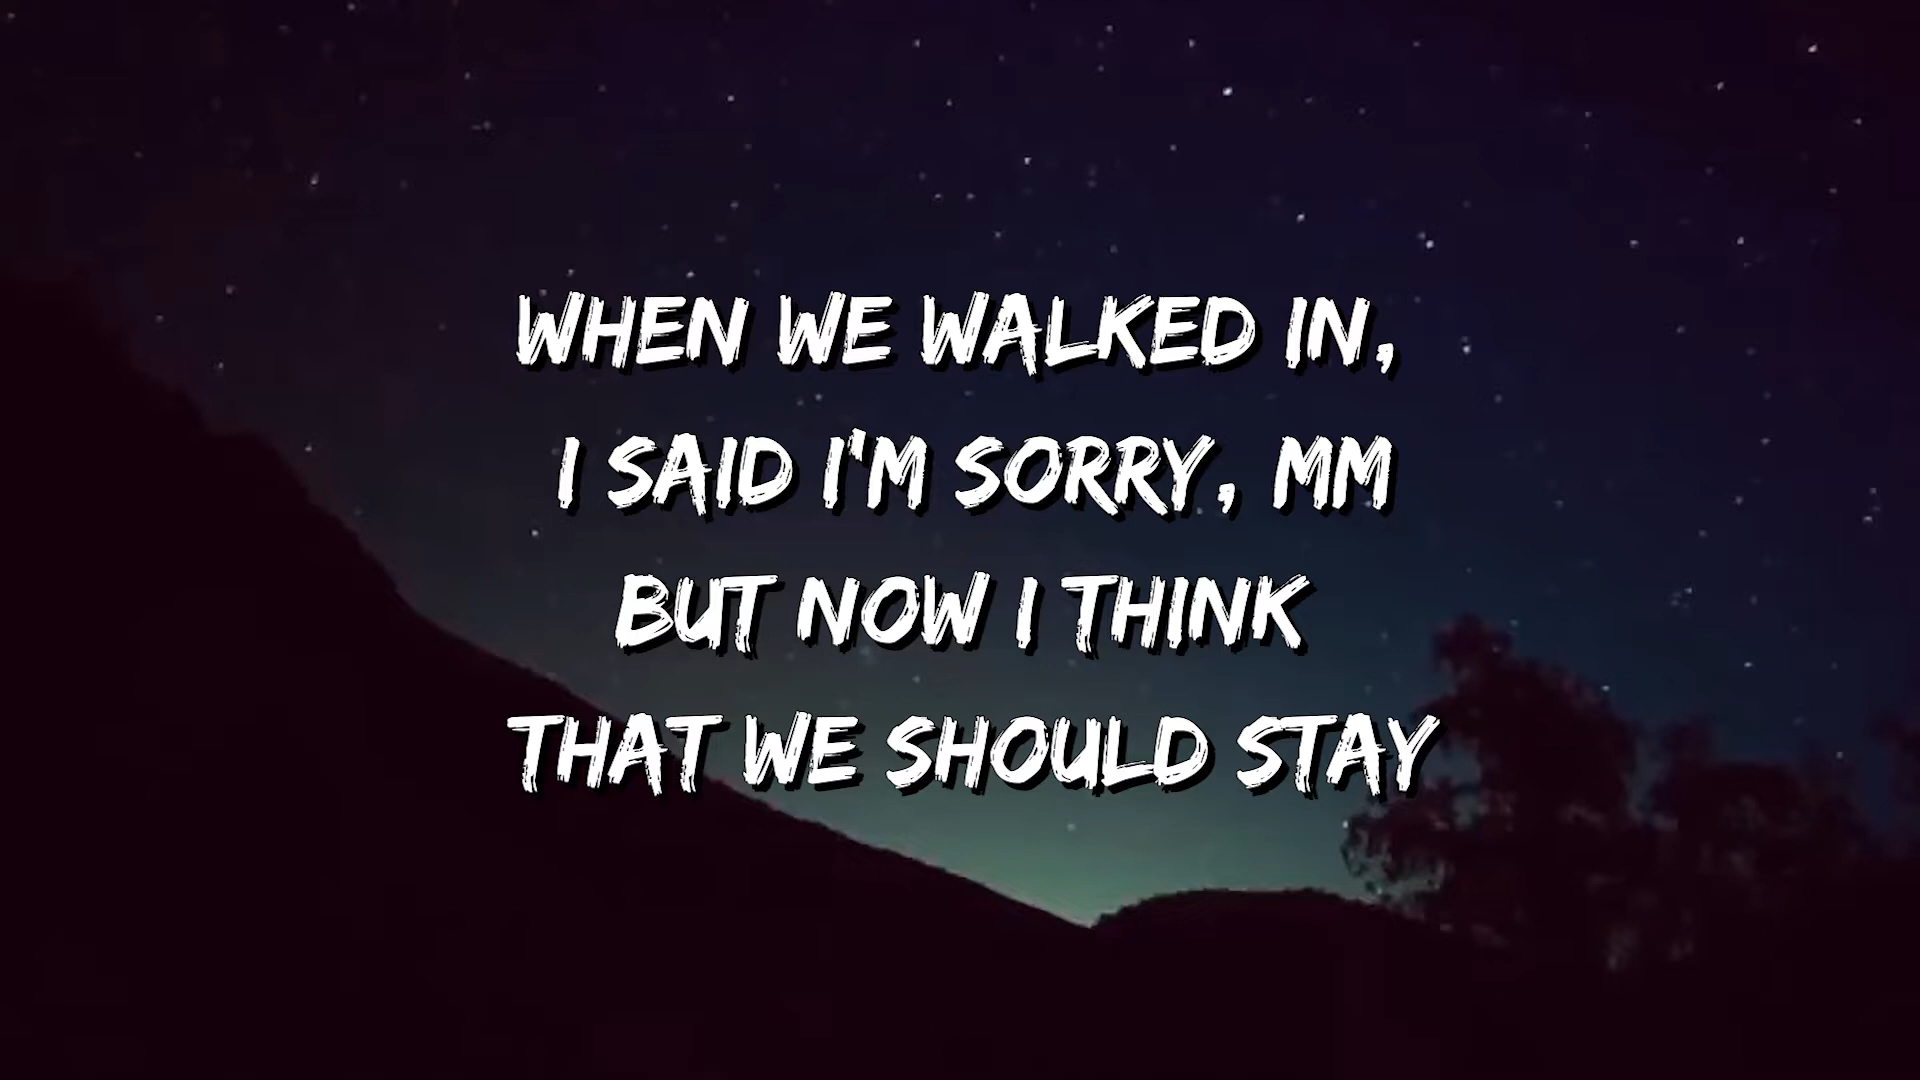 WHEN WE WALKED IN,
I SAID I'M SORRY, MM
BUT NOW I THINK
THAT WE SHOULD STAY